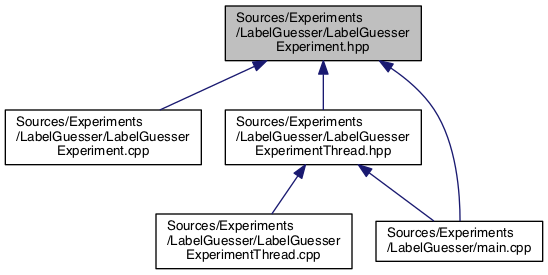 Sources/Experiments
/LabelGuesser/LabelGuesser
Experiment.hpp
Sources/Experiments
/LabelGuesser/LabelGuesser
Experiment.cpp
Sources/Experiments
/LabelGuesser/LabelGuesser
ExperimentThread.hpp
Sources/Experiments
/LabelGuesser/LabelGuesser
ExperimentThread.cpp
Sources/Experiments
/LabelGuesser/main.cpp